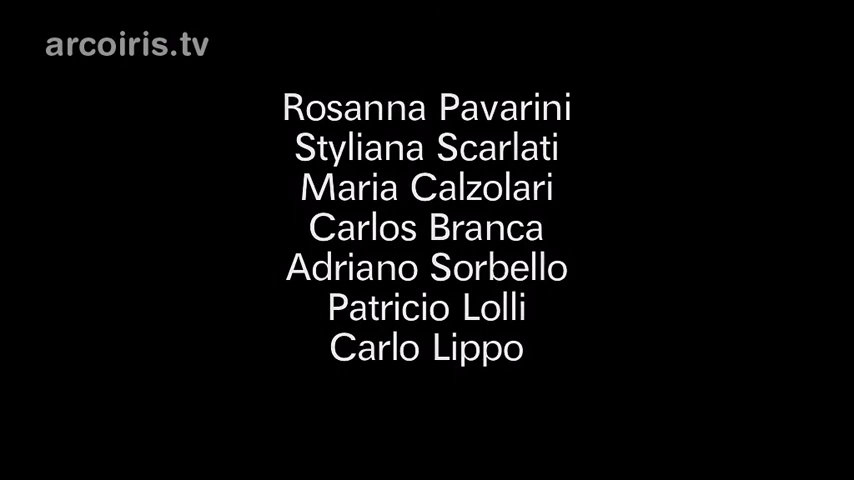 arcoiris.tv
Rosanna Pavarini
Styliana Scarlati
Maria Calzolari
Carlos Branca
Adriano Sorbello
Patricio Lolli
Carlo Lippo